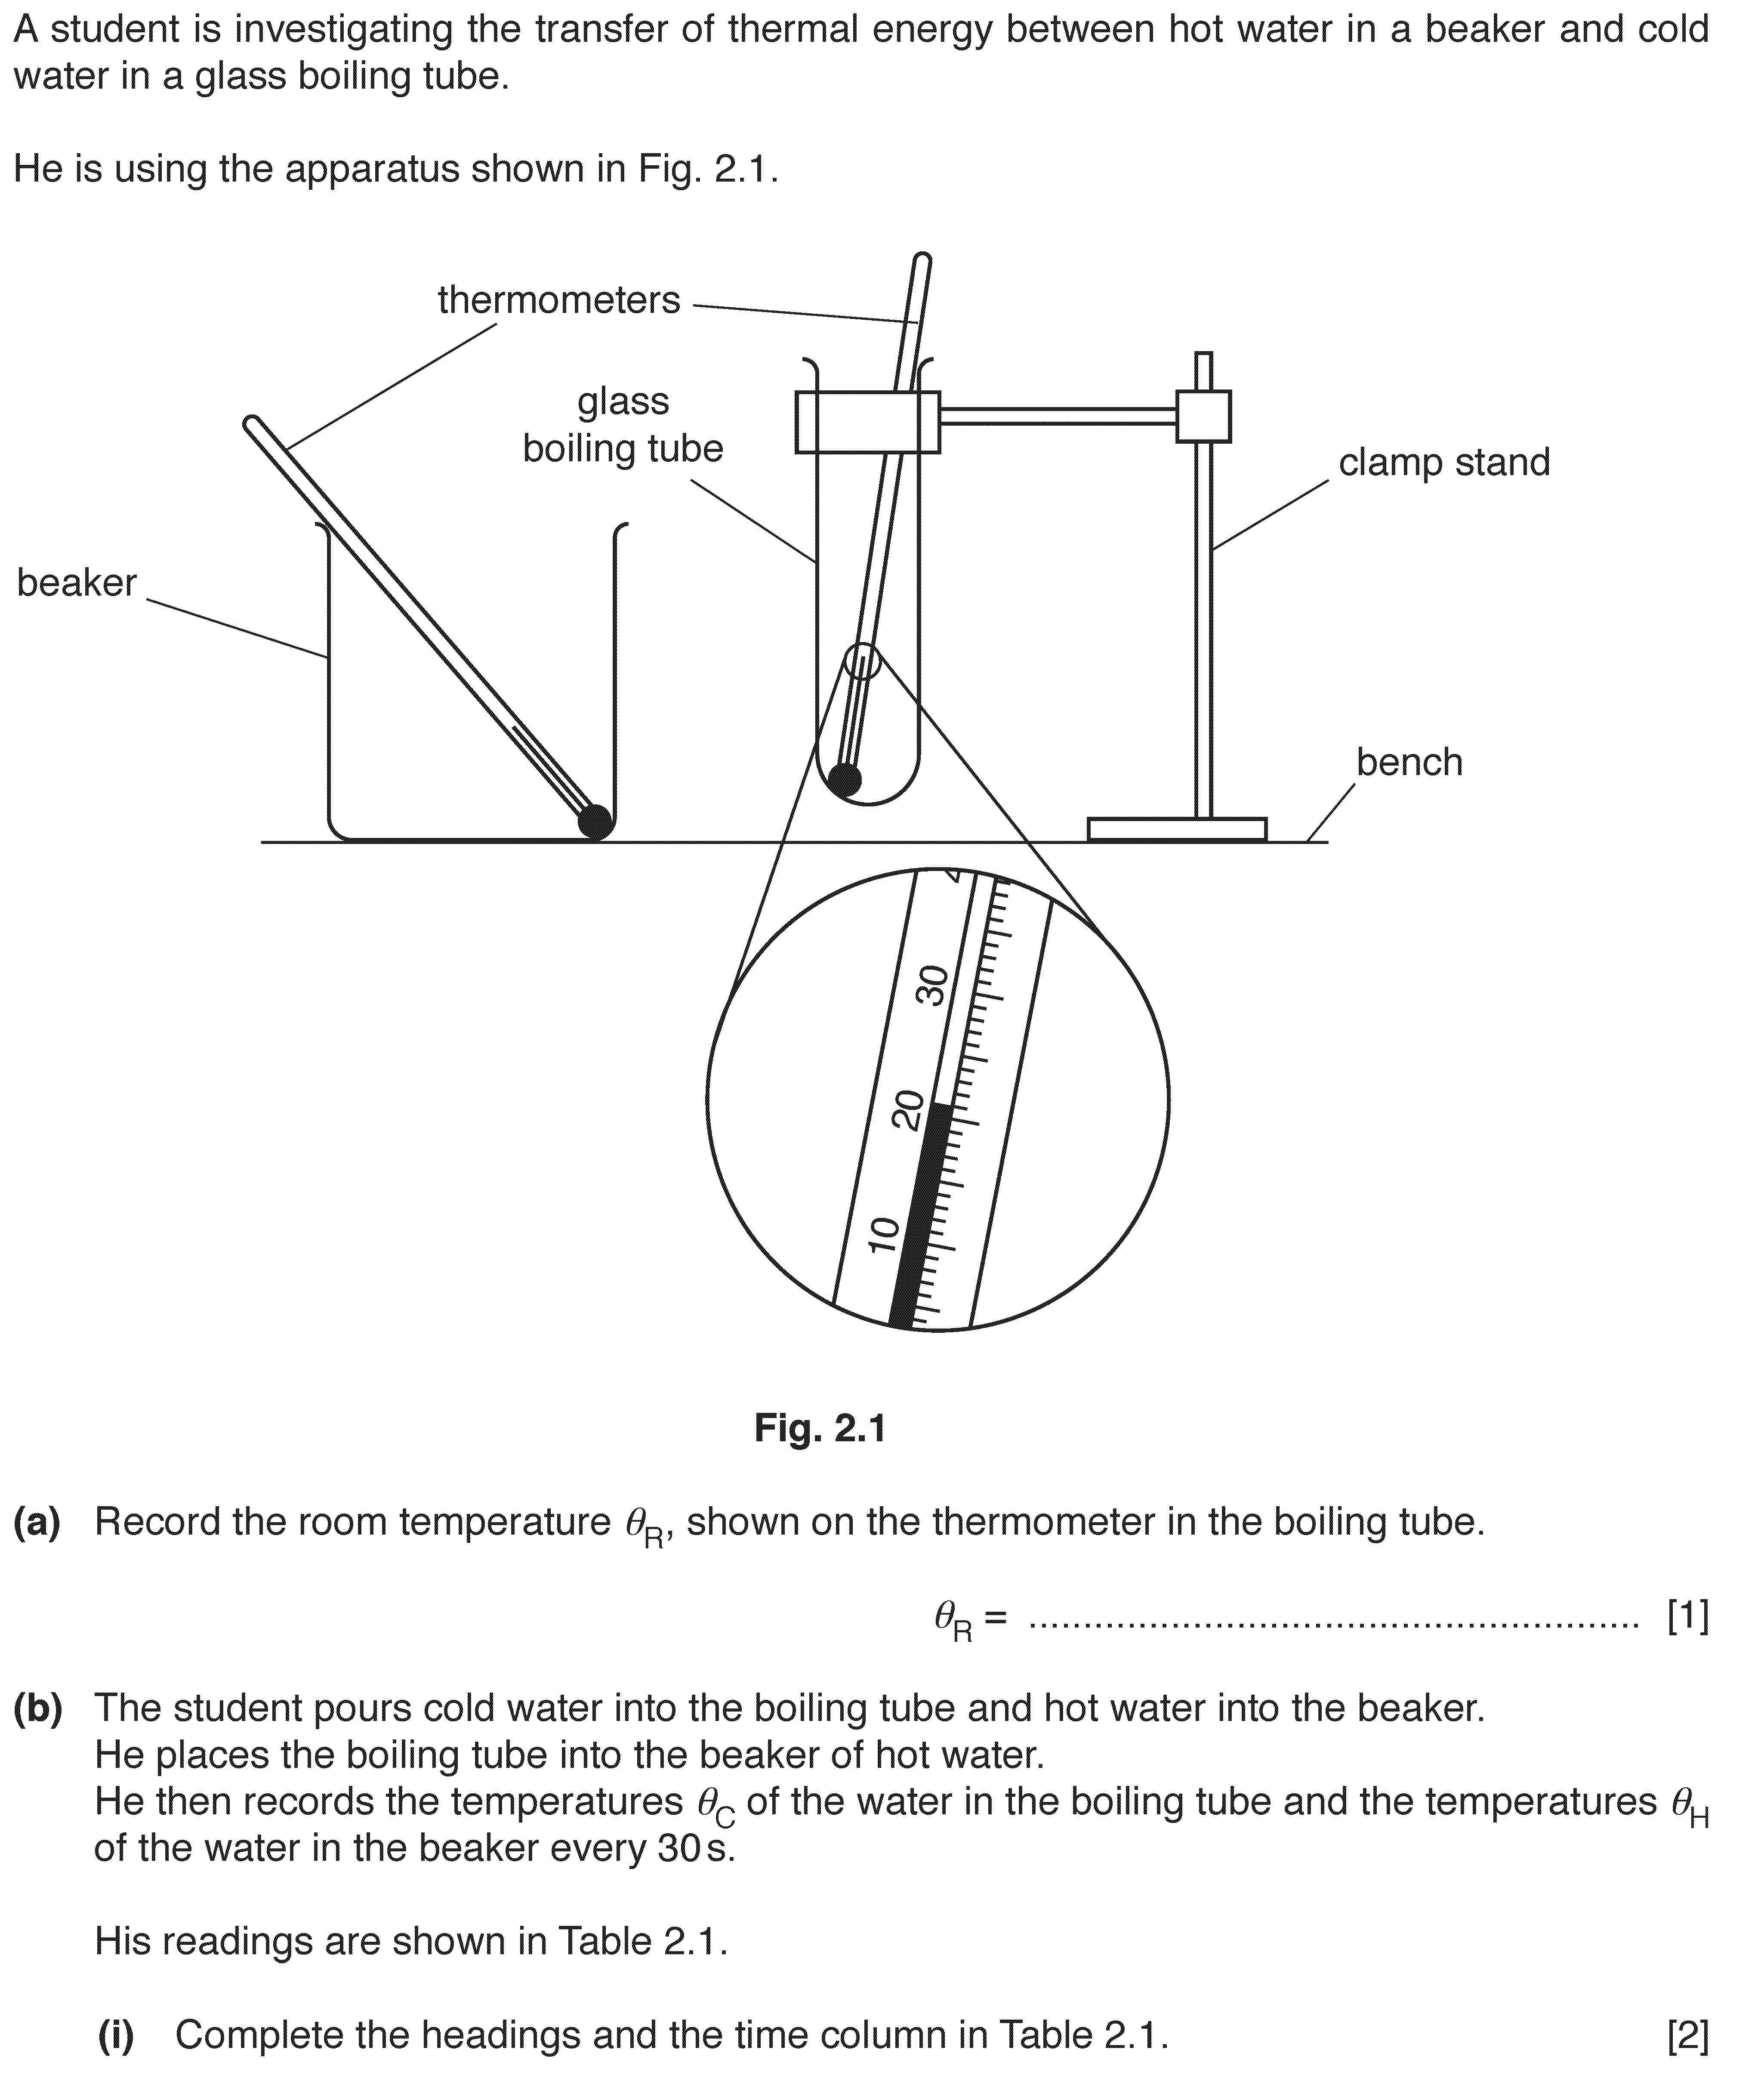 A student is investigating the transfer of thermal energy between hot water in a beaker and cold
water in a glass boiling tube.
He is using the apparatus shown in Fig. 2.1.
thermometers
glass
boiling tube
clamp stand
beaker
bench
30
20
10
Fig. 2.1
(a) Record the room temperature θR, shown on the thermometer in the boiling tube.
θR = ........................................................ [1]
(b) The student pours cold water into the boiling tube and hot water into the beaker.
He places the boiling tube into the beaker of hot water.
He then records the temperatures θC of the water in the boiling tube and the temperatures θH
of the water in the beaker every 30 s.
His readings are shown in Table 2.1.
(i) Complete the headings and the time column in Table 2.1. [2]